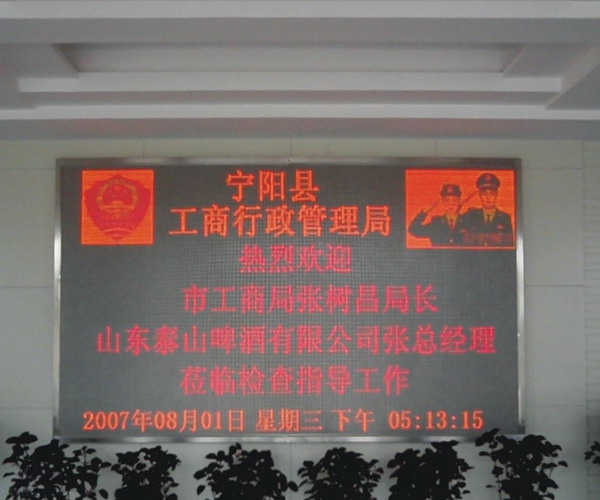 宁阳县
工商行政管理局
热烈欢迎
市工商局张树昌局长
山东泰山啤酒有限公司张总经理
莅临检查指导工作
2007年08月01日 星期三 下午 05:13:15